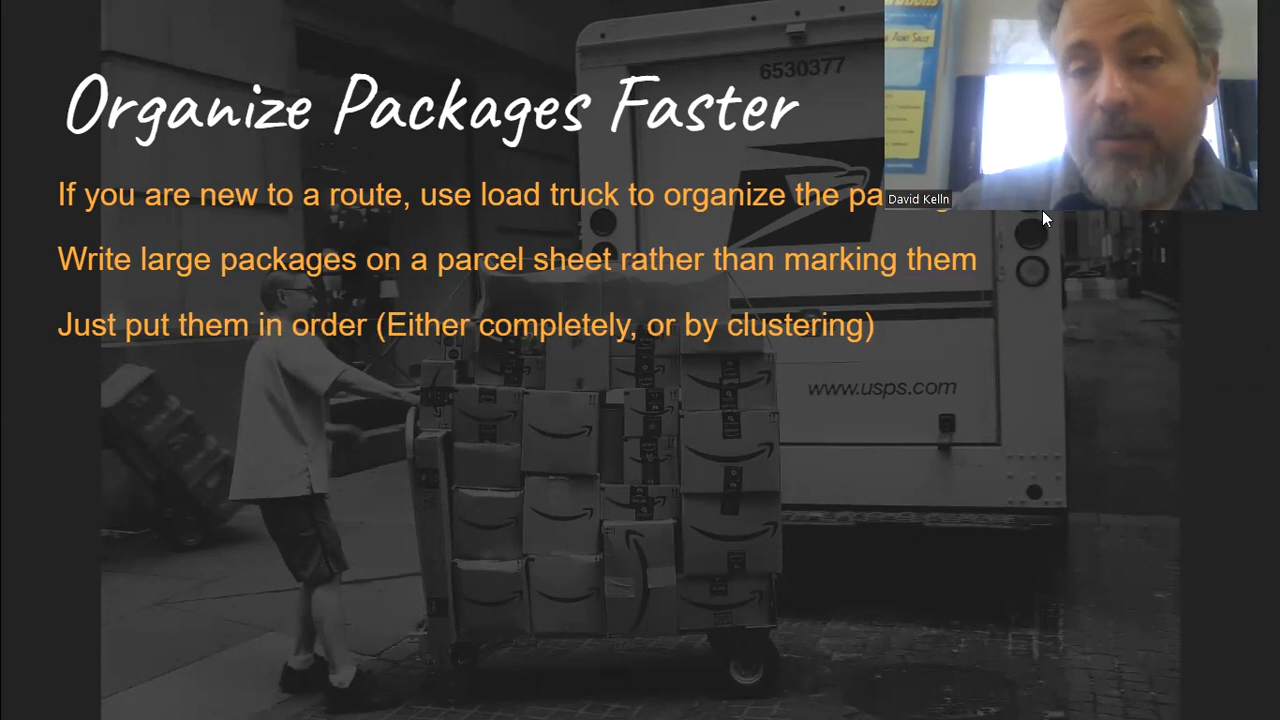 6530377
Organize Packages Faster
If you are new to a route, use load truck to organize the
David Kelln
Write large packages on a parcel sheet rather than marking them
Just put them in order (Either completely, or by clustering)
www.usps.com